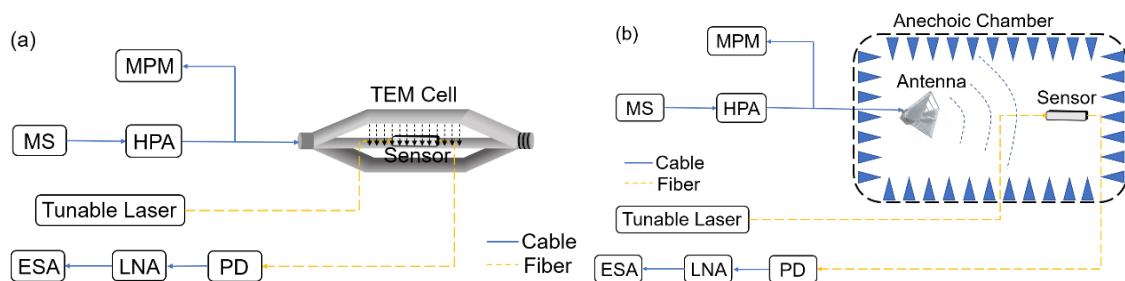 (a)
MPM
TEM Cell
MS
HPA
Sensor
Tunable Laser
Cable
Fiber
ESA
LNA
PD
(b)
Anechoic Chamber
MPM
Antenna
Sensor
MS
HPA
Cable
Fiber
Tunable Laser
ESA
LNA
PD